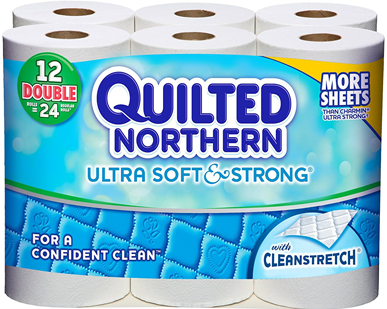 12
DOUBLE
ROLLS = 24 REGULAR ROLLS
MORE
SHEETS
THAN CHARMIN®
ULTRA STRONG
QUILTED
NORTHERN
ULTRA SOFT & STRONG®
FOR A
CONFIDENT CLEAN™
with
CLEANSTRETCH®